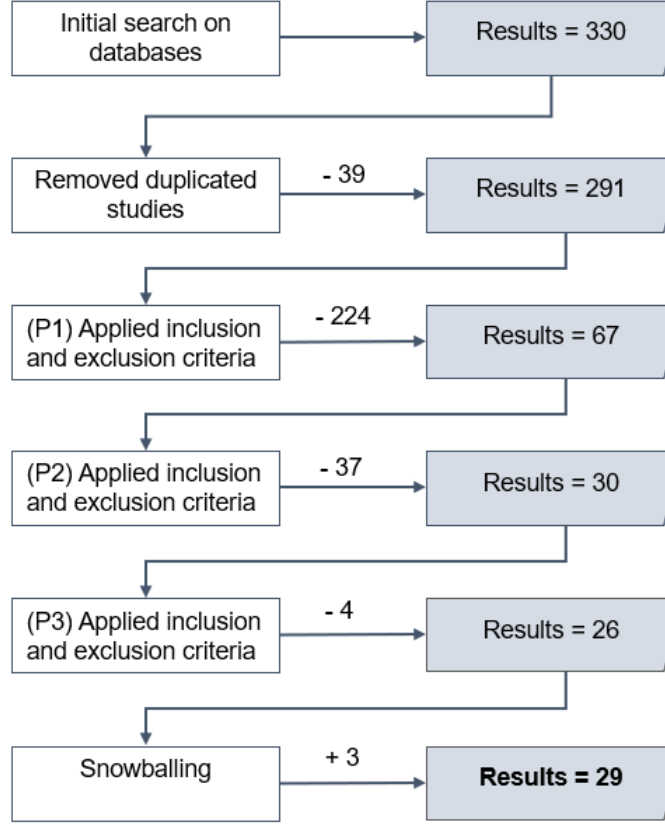 Initial search on
databases
Results = 330
Removed duplicated
studies
- 39
Results = 291
(P1) Applied inclusion
and exclusion criteria
- 224
Results = 67
(P2) Applied inclusion
and exclusion criteria
- 37
Results = 30
(P3) Applied inclusion
and exclusion criteria
- 4
Results = 26
Snowballing
+ 3
Results = 29